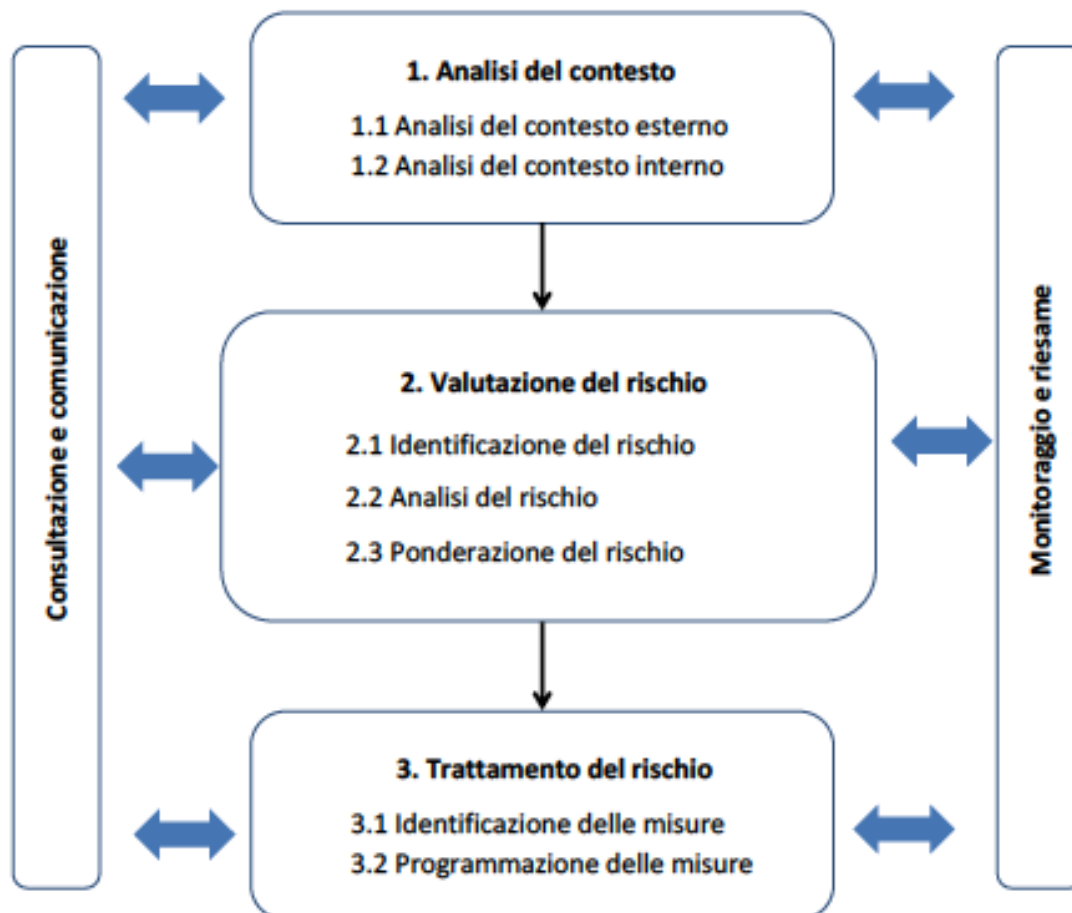 Consultazione e comunicazione
1. Analisi del contesto
1.1 Analisi del contesto esterno
1.2 Analisi del contesto interno
2. Valutazione del rischio
2.1 Identificazione del rischio
2.2 Analisi del rischio
2.3 Ponderazione del rischio
3. Trattamento del rischio
3.1 Identificazione delle misure
3.2 Programmazione delle misure
Monitoraggio e riesame